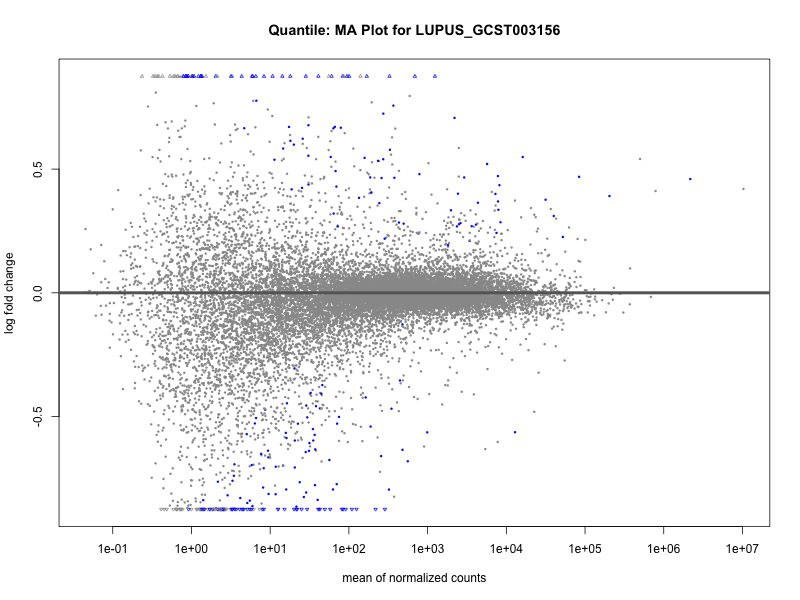 Quantile: MA Plot for LUPUS_GCST003156
log fold change
0.5
0.0
-0.5
1e-01 1e+00 1e+01 1e+02 1e+03 1e+04 1e+05 1e+06 1e+07
mean of normalized counts